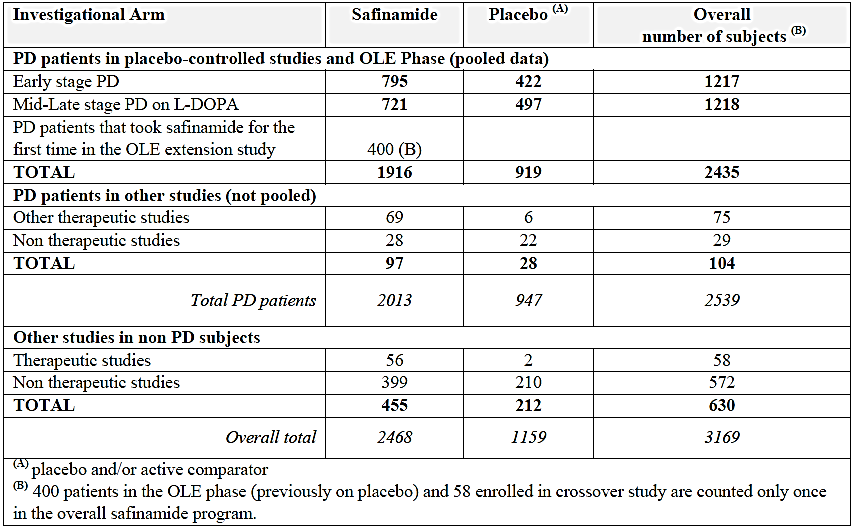 Investigational Arm Safinamide Placebo (A) Overall
number of subjects (B)
PD patients in placebo-controlled studies and OLE Phase (pooled data)
Early stage PD 795 422 1217
Mid-Late stage PD on L-DOPA 721 497 1218
PD patients that took safinamide for the
first time in the OLE extension study 400 (B)
TOTAL 1916 919 2435
PD patients in other studies (not pooled)
Other therapeutic studies 69 6 75
Non therapeutic studies 28 22 29
TOTAL 97 28 104
Total PD patients 2013 947 2539
Other studies in non PD subjects
Therapeutic studies 56 2 58
Non therapeutic studies 399 210 572
TOTAL 455 212 630
Overall total 2468 1159 3169
(A) placebo and/or active comparator
(B) 400 patients in the OLE phase (previously on placebo) and 58 enrolled in crossover study are counted only once
in the overall safinamide program.